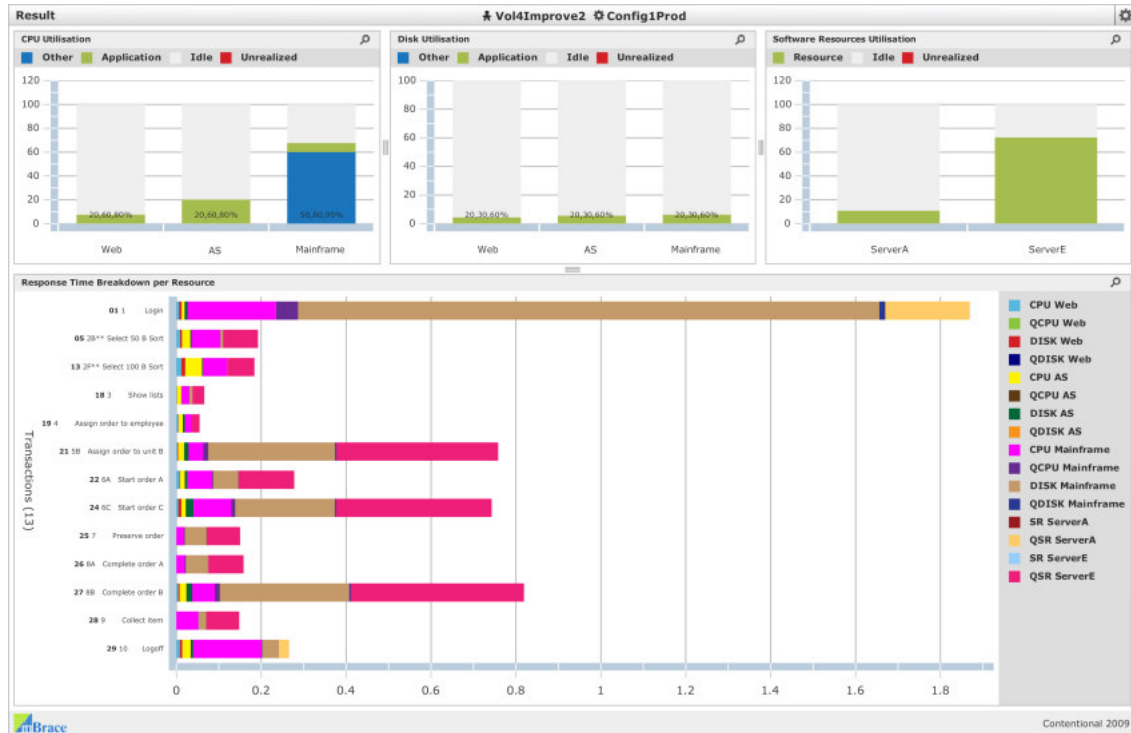 Result
Vol4Improve2 Config1Prod
CPU Utilisation
Other Application Idle Unrealized
120
100
80
60
40
20
0
20,60,80%
20,60,80%
50,80,95%
Web AS Mainframe
Disk Utilisation
Other Application Idle Unrealized
100
80
60
40
20
0
20,30,60%
20,30,60%
20,30,60%
Web AS Mainframe
Software Resources Utilisation
Resource Idle Unrealized
120
100
80
60
40
20
0
ServerA ServerE
Response Time Breakdown per Resource
Transactions (13)
01 1 Login
05 2B** Select 50 B Sort
13 2F** Select 100 B Sort
18 3 Show lists
19 4 Assign order to employee
21 5B Assign order to unit B
22 6A Start order A
24 6C Start order C
25 7 Preserve order
26 8A Complete order A
27 8B Complete order B
28 9 Collect item
29 10 Logoff
0 0.2 0.4 0.6 0.8 1 1.2 1.4 1.6 1.8
CPU Web
QCPU Web
DISK Web
QDISK Web
CPU AS
QCPU AS
DISK AS
QDISK AS
CPU Mainframe
QCPU Mainframe
DISK Mainframe
QDISK Mainframe
SR ServerA
QSR ServerA
SR ServerE
QSR ServerE
mBrace
Contentional 2009